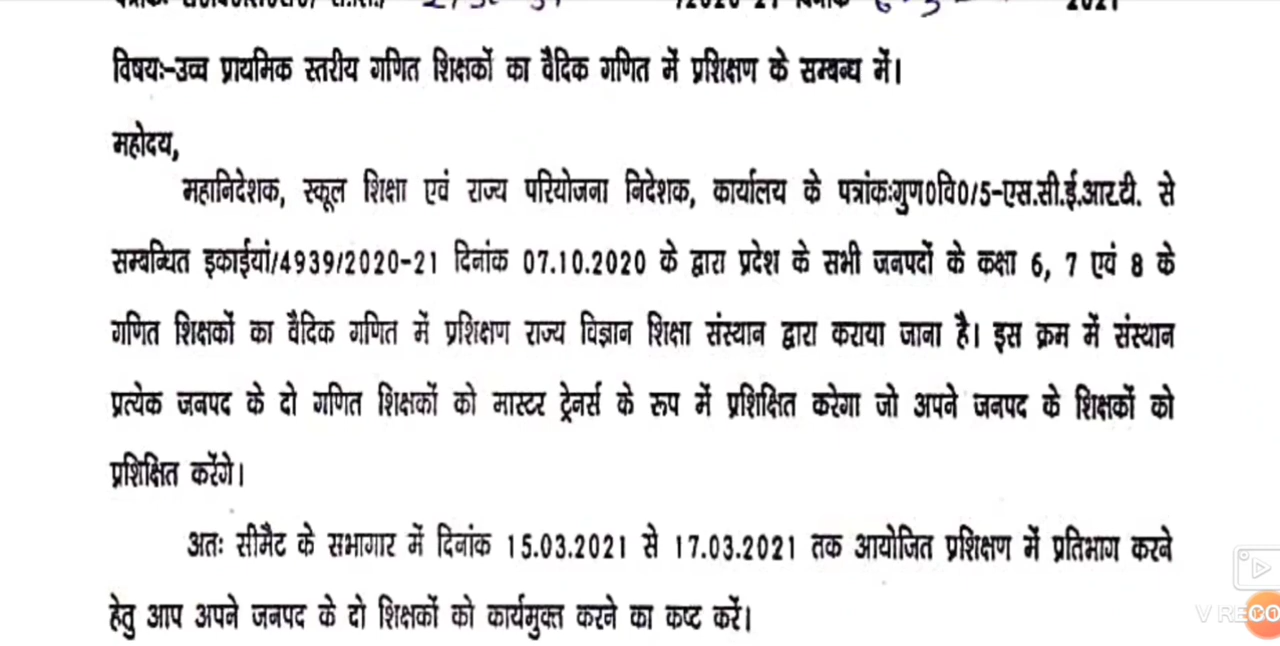 /2020-21 दिनांक 2021
विषयः-उच्च प्राथमिक स्तरीय गणित शिक्षकों का वैदिक गणित में प्रशिक्षण के सम्बन्ध में।
महोदय,
महानिदेशक, स्कूल शिक्षा एवं राज्य परियोजना निदेशक, कार्यालय के पत्रांकःगुण0वि0/5-एस.सी.ई.आर.टी. से
सम्बन्धित इकाईयां/4939/2020-21 दिनांक 07.10.2020 के द्वारा प्रदेश के सभी जनपदों के कक्षा 6, 7 एवं 8 के
गणित शिक्षकों का वैदिक गणित में प्रशिक्षण राज्य विज्ञान शिक्षा संस्थान द्वारा कराया जाना है। इस क्रम में संस्थान
प्रत्येक जनपद के दो गणित शिक्षकों को मास्टर ट्रेनर्स के रूप में प्रशिक्षित करेगा जो अपने जनपद के शिक्षकों को
प्रशिक्षित करेंगे।
अतः सीमैट के सभागार में दिनांक 15.03.2021 से 17.03.2021 तक आयोजित प्रशिक्षण में प्रतिभाग करने
हेतु आप अपने जनपद के दो शिक्षकों को कार्यमुक्त करने का कष्ट करें।
V RECO